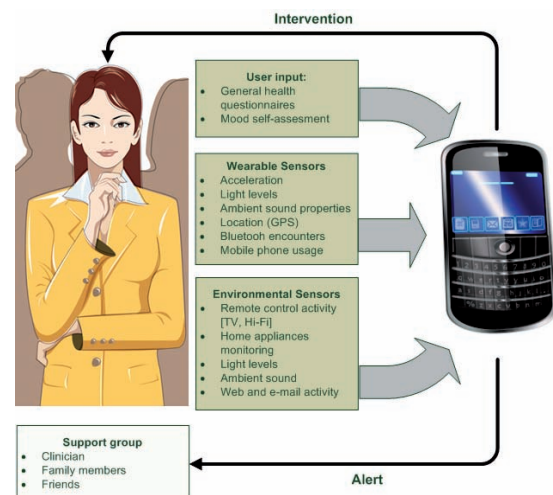 Intervention
User input:
• General health
questionnaires
• Mood self-assesment
Wearable Sensors
• Acceleration
• Light levels
• Ambient sound properties
• Location (GPS)
• Bluetooh encounters
• Mobile phone usage
Environmental Sensors
• Remote control activity
[TV, Hi-Fi]
• Home appliances
monitoring
• Light levels
• Ambient sound
• Web and e-mail activity
Support group
• Clinician
• Family members
• Friends
Alert